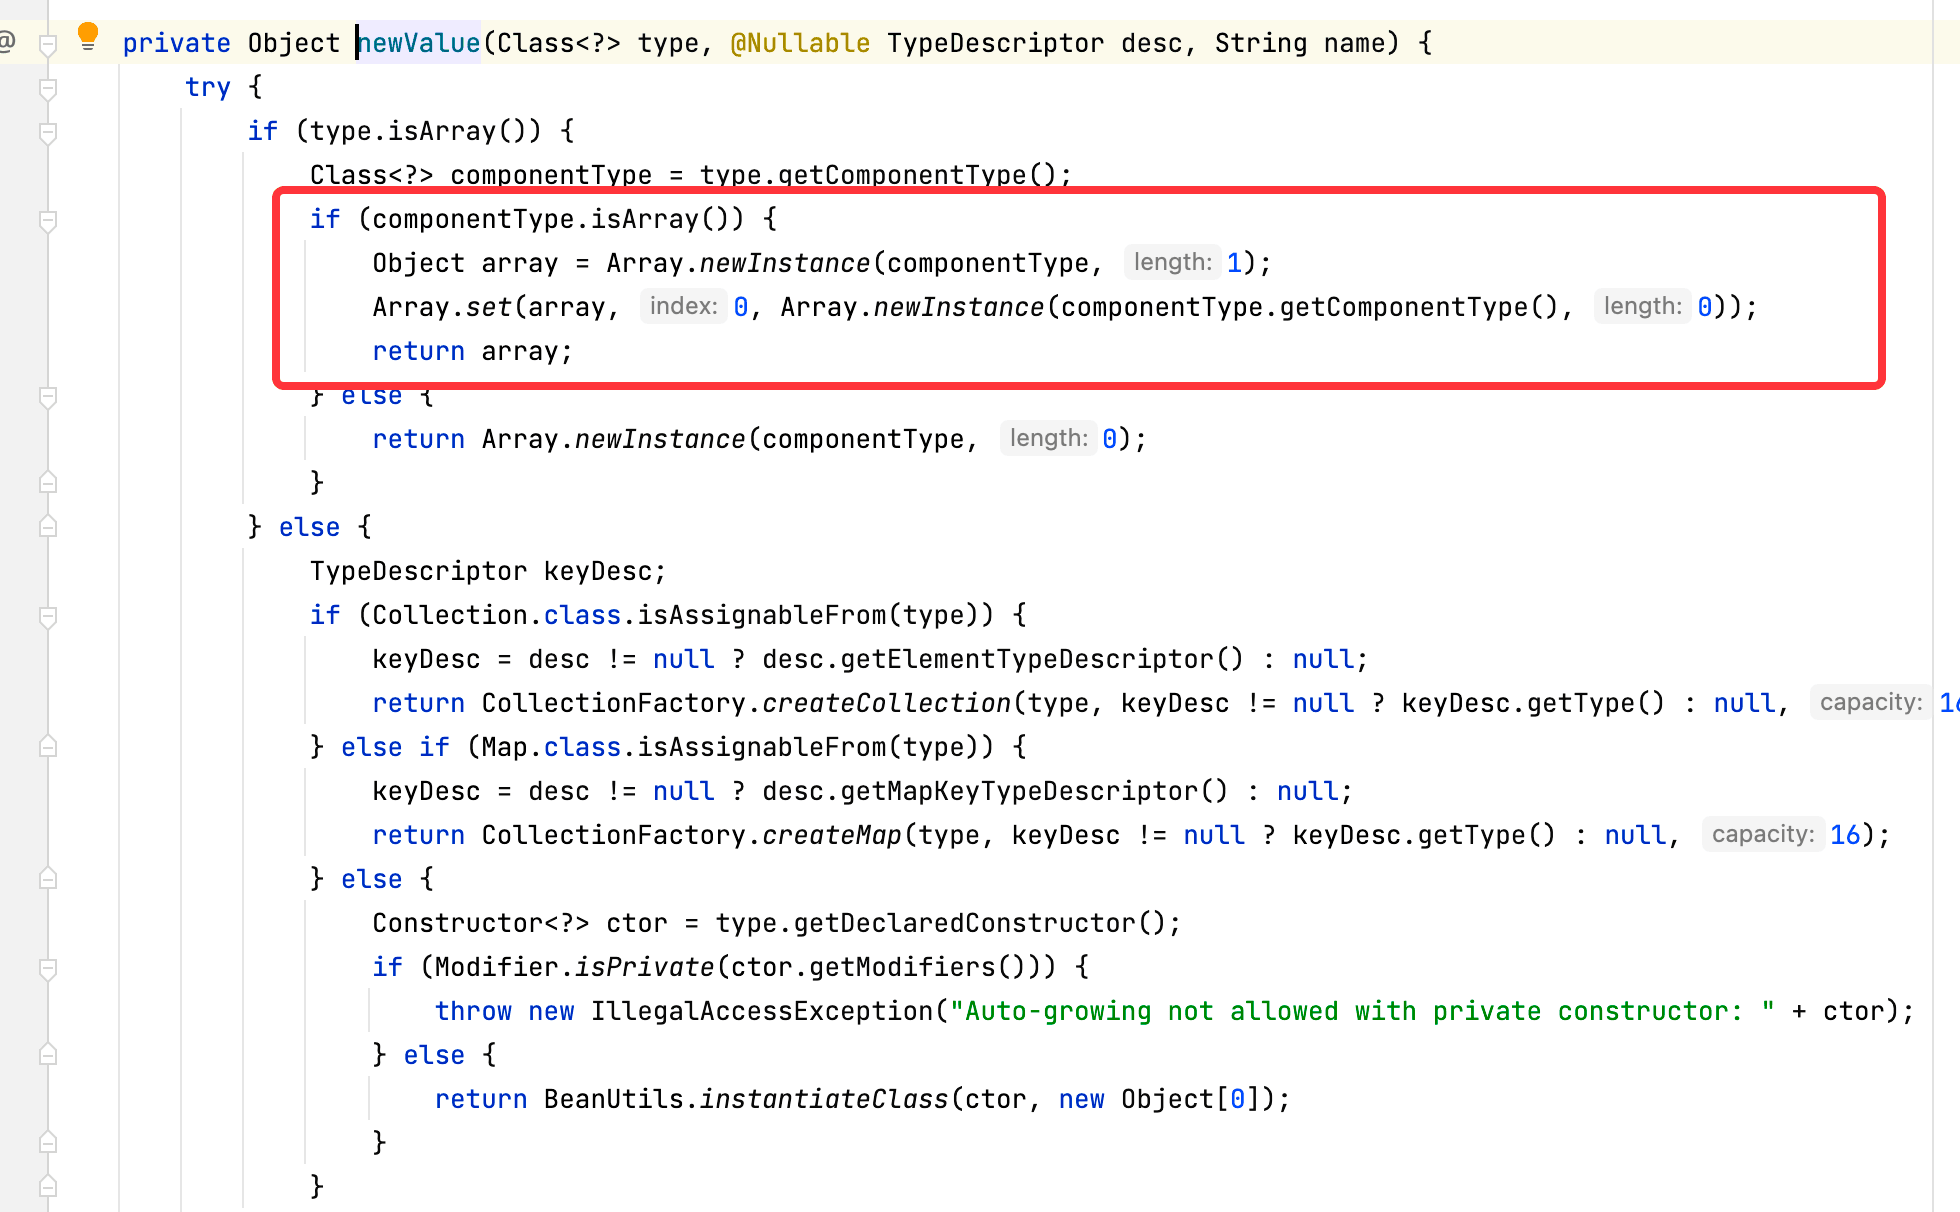 @
private Object newValue(Class<?> type, @Nullable TypeDescriptor desc, String name) {
try {
if (type.isArray()) {
Class<?> componentType = type.getComponentType();
if (componentType.isArray()) {
Object array = Array.newInstance(componentType, length: 1);
Array.set(array, index: 0, Array.newInstance(componentType.getComponentType(), length: 0));
return array;
} else {
return Array.newInstance(componentType, length: 0);
}
} else {
TypeDescriptor keyDesc;
if (Collection.class.isAssignableFrom(type)) {
keyDesc = desc != null ? desc.getElementTypeDescriptor() : null;
return CollectionFactory.createCollection(type, keyDesc != null ? keyDesc.getType() : null, capacity: 16
} else if (Map.class.isAssignableFrom(type)) {
keyDesc = desc != null ? desc.getMapKeyTypeDescriptor() : null;
return CollectionFactory.createMap(type, keyDesc != null ? keyDesc.getType() : null, capacity: 16);
} else {
Constructor<?> ctor = type.getDeclaredConstructor();
if (Modifier.isPrivate(ctor.getModifiers())) {
throw new IllegalAccessException("Auto-growing not allowed with private constructor: " + ctor);
} else {
return BeanUtils.instantiateClass(ctor, new Object[0]);
}
}